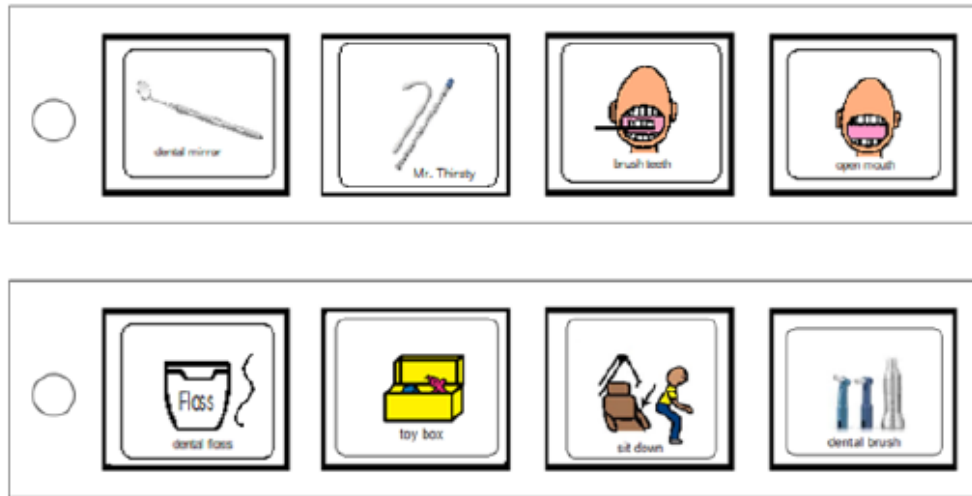 dental mirror
Mr. Thirsty
brush teeth
open mouth
Floss
dental floss
toy box
sit down
dental brush